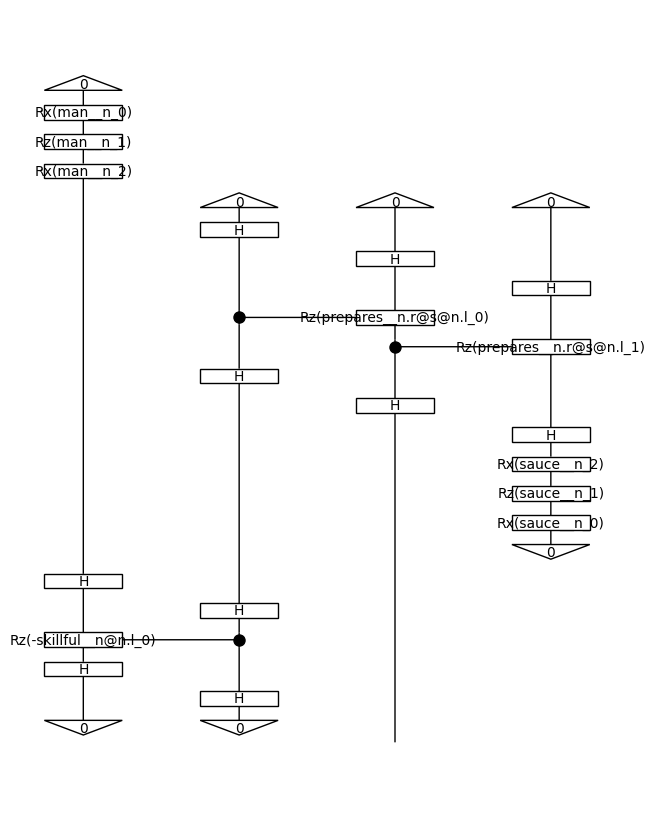 0
Rx(man__n_0)
Rz(man__n_1)
Rx(man__n_2)
0 0 0
H
H
H
Rz(prepares__n.r@s@n.l_0)
Rz(prepares__n.r@s@n.l_1)
H
H
H
Rx(sauce__n_2)
Rz(sauce__n_1)
Rx(sauce__n_0)
0
H
H
Rz(-skillful__n@n.l_0)
H
H
0 0